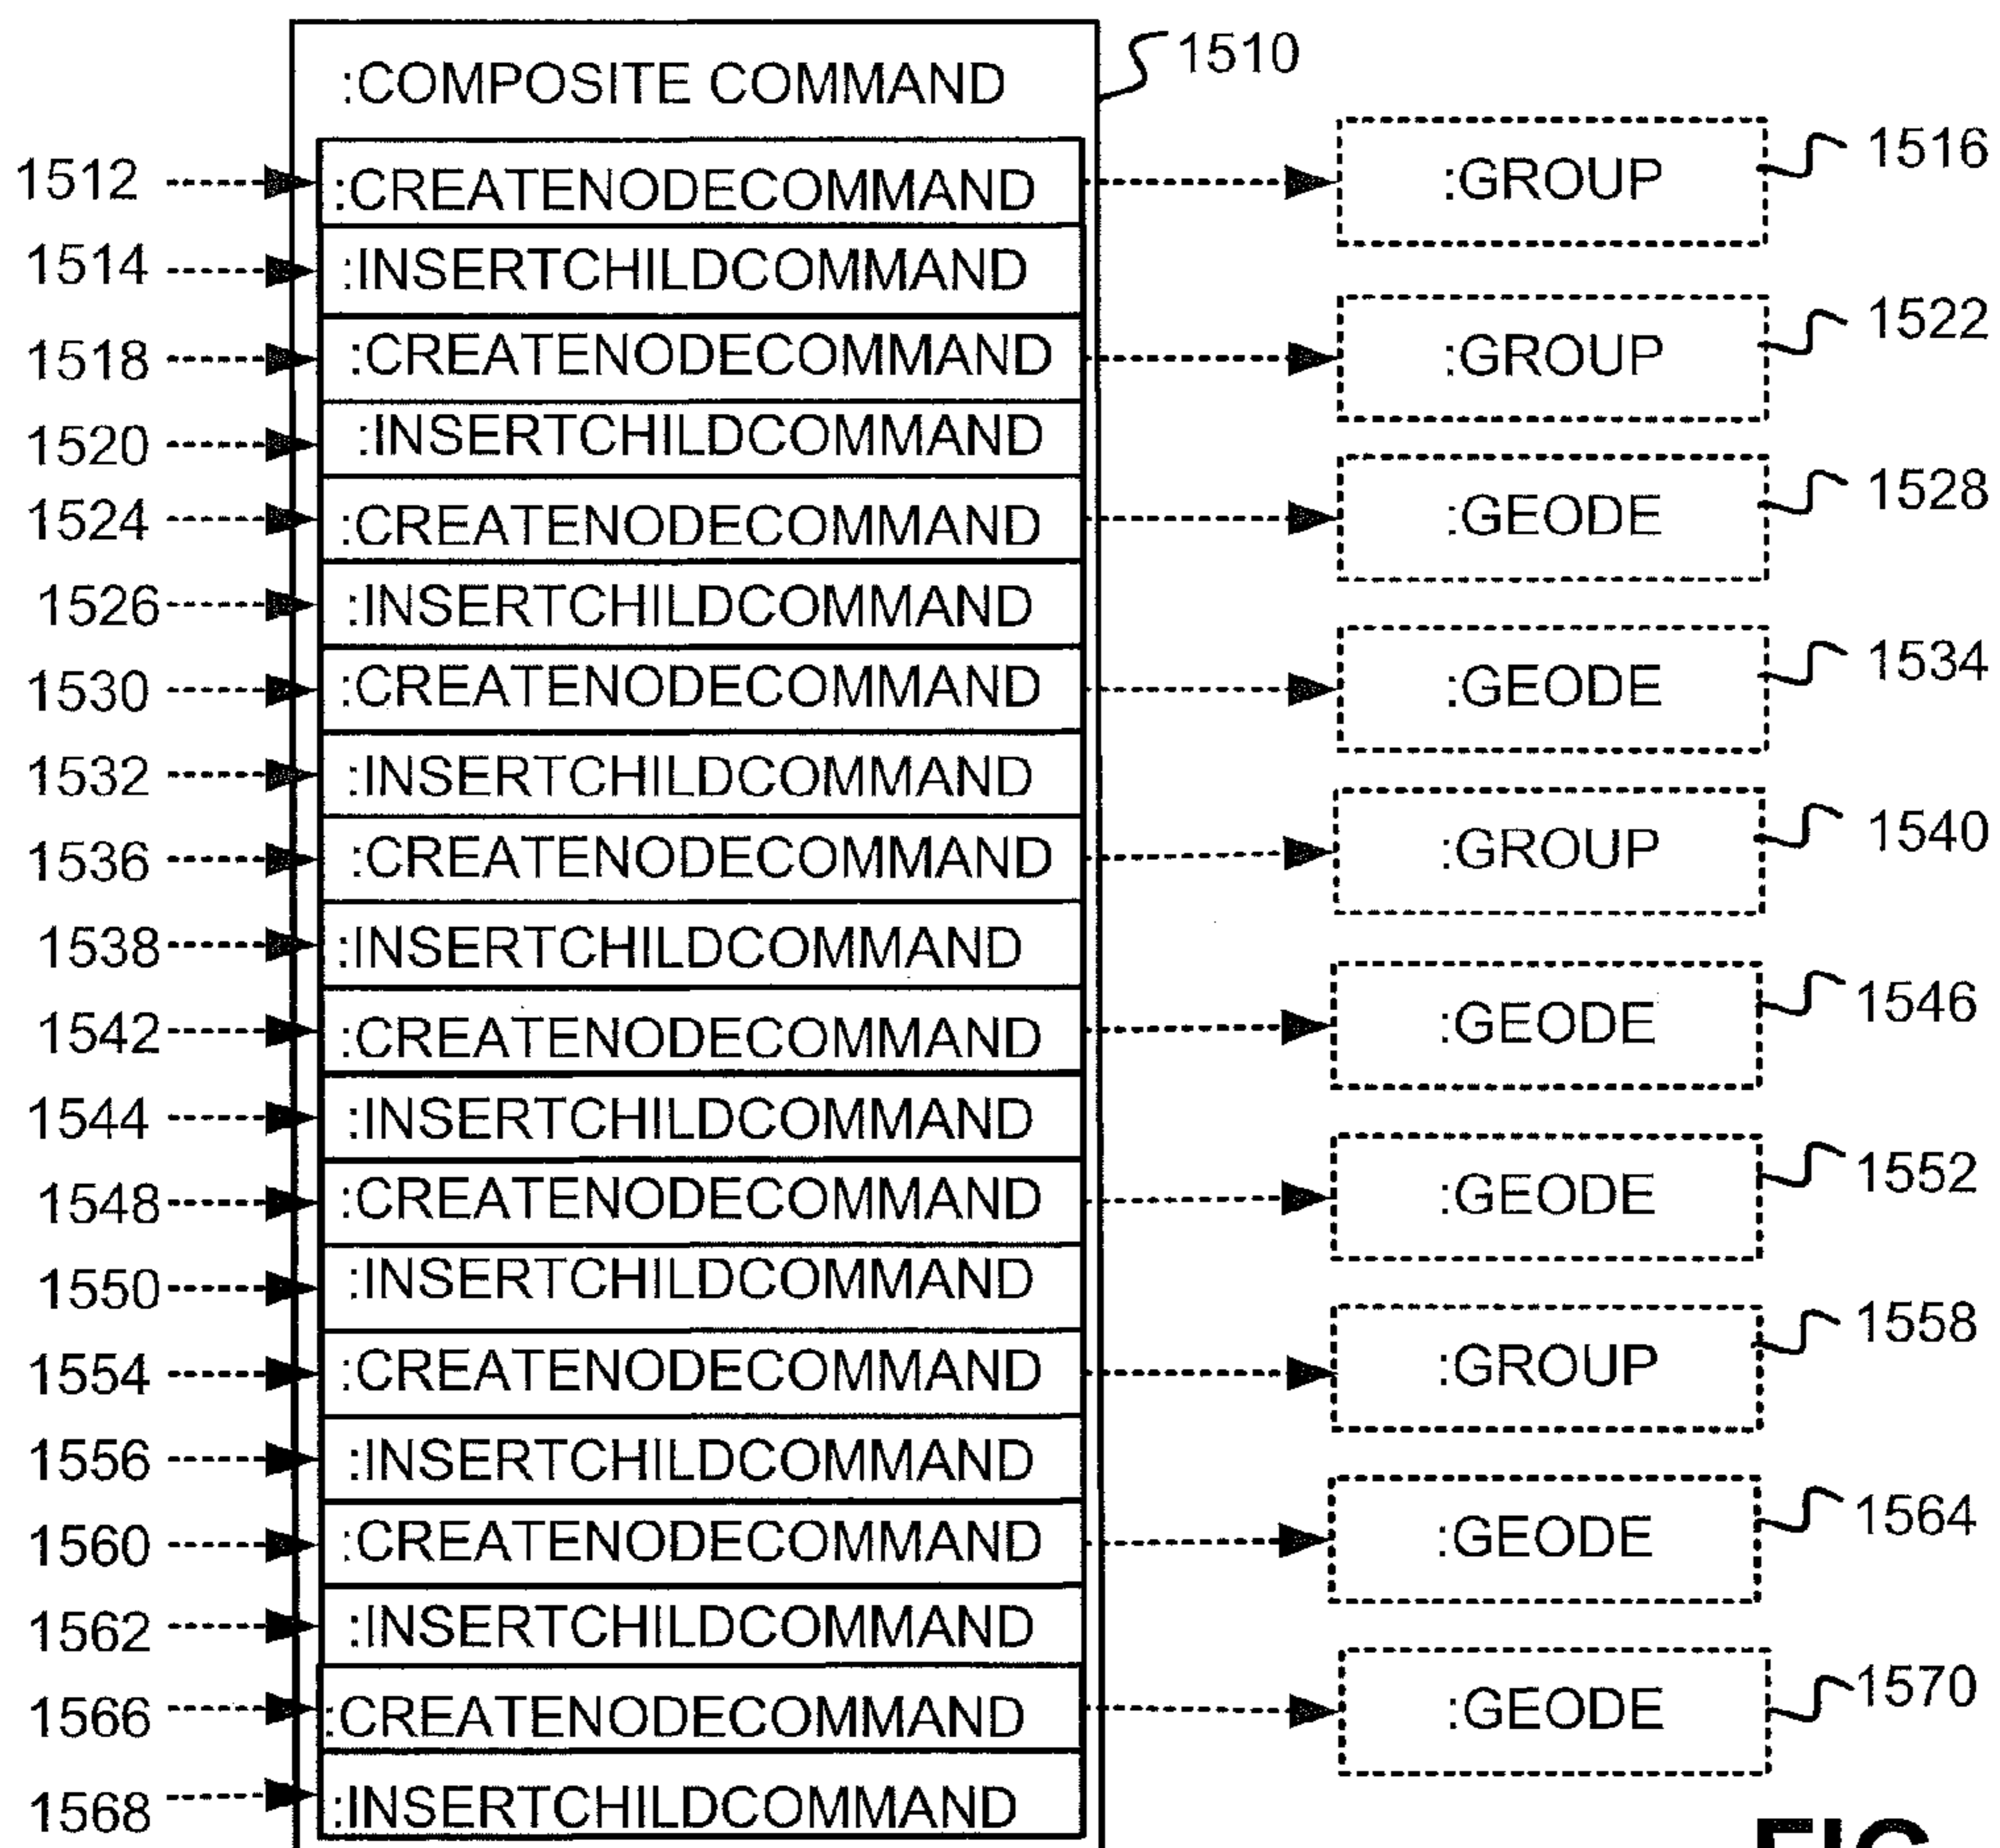 :COMPOSITE COMMAND 1510
1512 :CREATENODECOMMAND :GROUP 1516
1514 :INSERTCHILDCOMMAND
1518 :CREATENODECOMMAND :GROUP 1522
1520 :INSERTCHILDCOMMAND
1524 :CREATENODECOMMAND :GEODE 1528
1526 :INSERTCHILDCOMMAND
1530 :CREATENODECOMMAND :GEODE 1534
1532 :INSERTCHILDCOMMAND
1536 :CREATENODECOMMAND :GROUP 1540
1538 :INSERTCHILDCOMMAND
1542 :CREATENODECOMMAND :GEODE 1546
1544 :INSERTCHILDCOMMAND
1548 :CREATENODECOMMAND :GEODE 1552
1550 :INSERTCHILDCOMMAND
1554 :CREATENODECOMMAND :GROUP 1558
1556 :INSERTCHILDCOMMAND
1560 :CREATENODECOMMAND :GEODE 1564
1562 :INSERTCHILDCOMMAND
1566 :CREATENODECOMMAND :GEODE 1570
1568 :INSERTCHILDCOMMAND